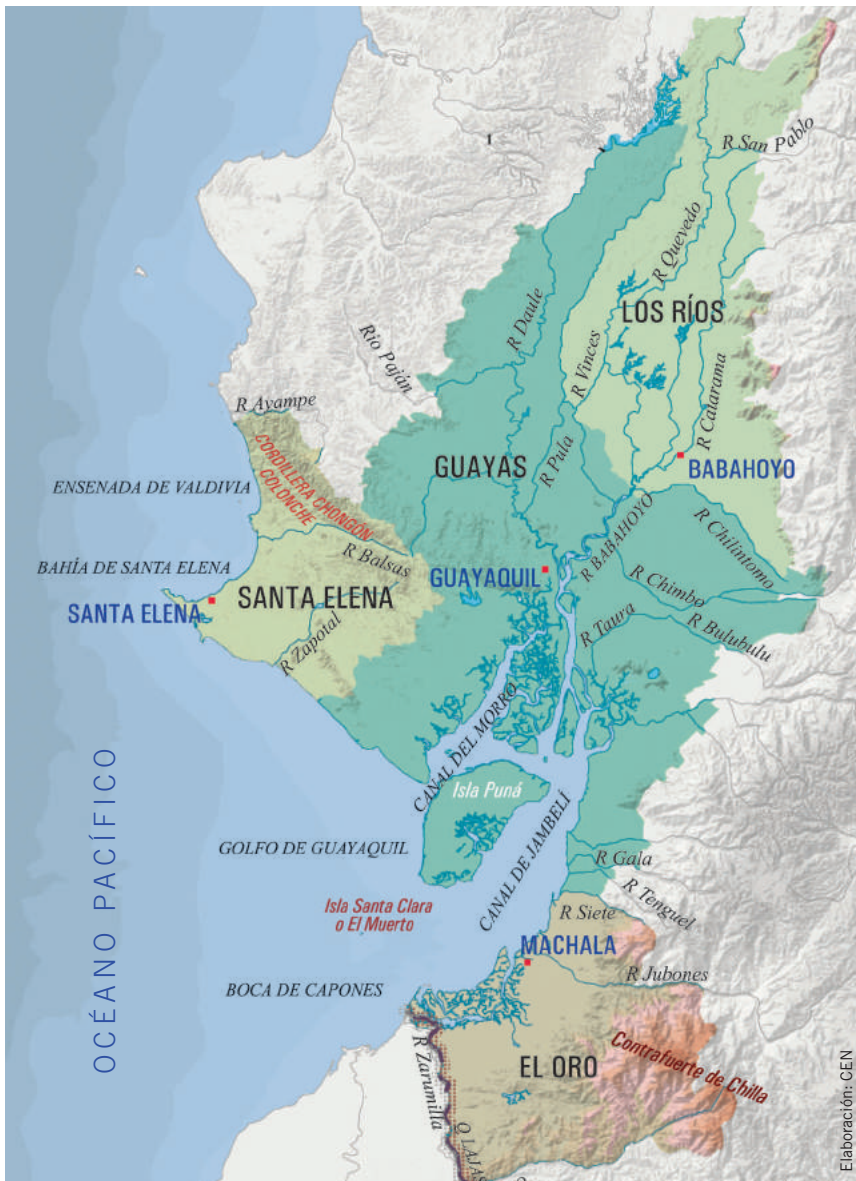 1
R San Pablo
R Quevedo
LOS RÍOS
R Daule
Rio Paján
R Vinces
R Calarama
R Ayampe
CORDILLERA CHONGÓN
COLONCHE
GUAYAS
R Pula
BABAHOYO
ENSENADA DE VALDIVIA
R BABAHOYO
R Chilintomo
BAHÍA DE SANTA ELENA
R Balsas
GUAYAQUIL
R Chimbo
SANTA ELENA
SANTA ELENA
R Taura
R Bulubulu
R Zapotal
CANAL DEL MORRO
OCÉANO PACÍFICO
Isla Puná
GOLFO DE GUAYAQUIL
CANAL DE JAMBELÍ
R Gala
R Tenguel
Isla Santa Clara
o El Muerto
R Siete
MACHALA
R Jubones
BOCA DE CAPONES
R Zarumilla
EL ORO
Contrafuerte de Chilla
Q LAJAS
Elaboración: CEN